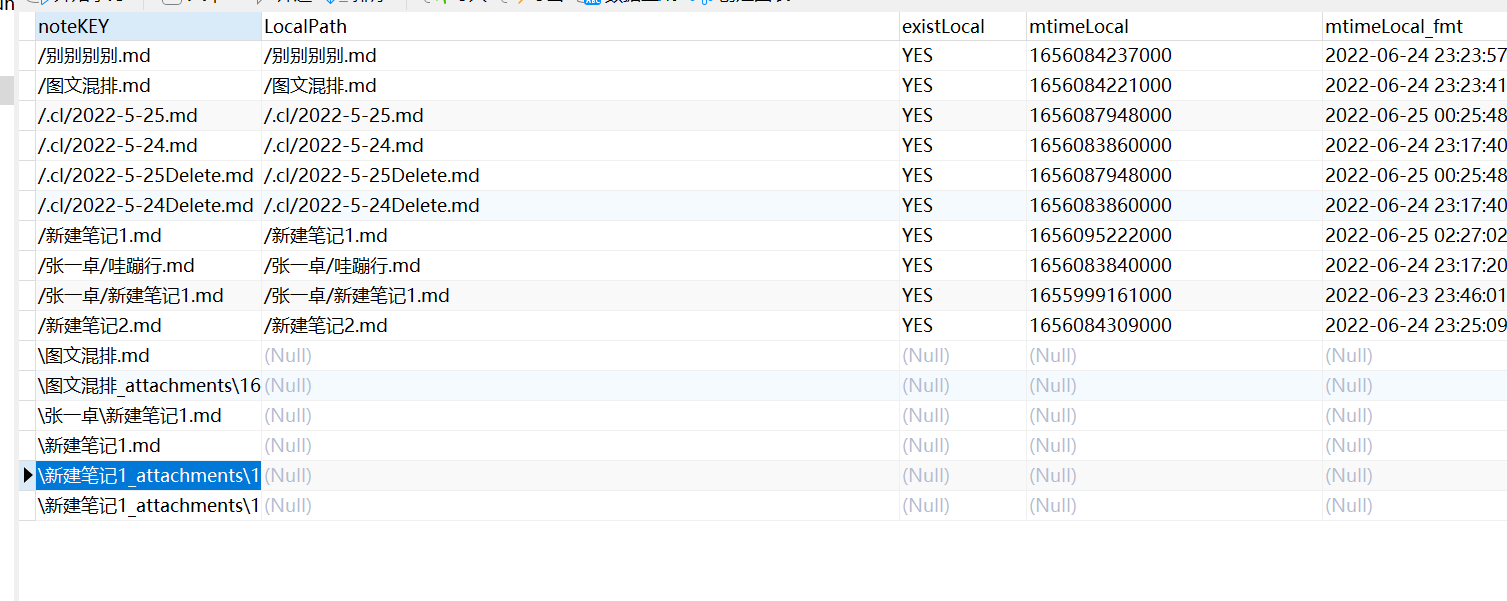 noteKEY LocalPath existLocal mtimeLocal mtimeLocal_fmt
/别别别别.md /别别别别.md YES 1656084237000 2022-06-24 23:23:57
/图文混排.md /图文混排.md YES 1656084221000 2022-06-24 23:23:41
/.cl/2022-5-25.md /.cl/2022-5-25.md YES 1656087948000 2022-06-25 00:25:48
/.cl/2022-5-24.md /.cl/2022-5-24.md YES 1656083860000 2022-06-24 23:17:40
/.cl/2022-5-25Delete.md /.cl/2022-5-25Delete.md YES 1656087948000 2022-06-25 00:25:48
/.cl/2022-5-24Delete.md /.cl/2022-5-24Delete.md YES 1656083860000 2022-06-24 23:17:40
/新建笔记1.md /新建笔记1.md YES 1656095222000 2022-06-25 02:27:02
/张一卓/哇蹦行.md /张一卓/哇蹦行.md YES 1656083840000 2022-06-24 23:17:20
/张一卓/新建笔记1.md /张一卓/新建笔记1.md YES 1655999161000 2022-06-23 23:46:01
/新建笔记2.md /新建笔记2.md YES 1656084309000 2022-06-24 23:25:09
\图文混排.md (Null) (Null) (Null) (Null)
\图文混排_attachments\16 (Null) (Null) (Null) (Null)
\张一卓\新建笔记1.md (Null) (Null) (Null) (Null)
\新建笔记1.md (Null) (Null) (Null) (Null)
\新建笔记1_attachments\1 (Null) (Null) (Null) (Null)
\新建笔记1_attachments\1 (Null) (Null) (Null) (Null)